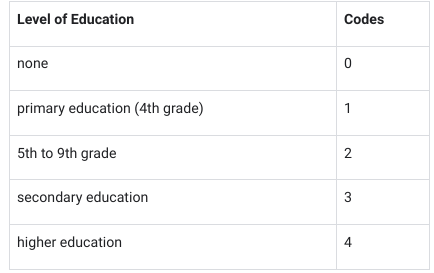 Level of Education Codes
none 0
primary education (4th grade) 1
5th to 9th grade 2
secondary education 3
higher education 4